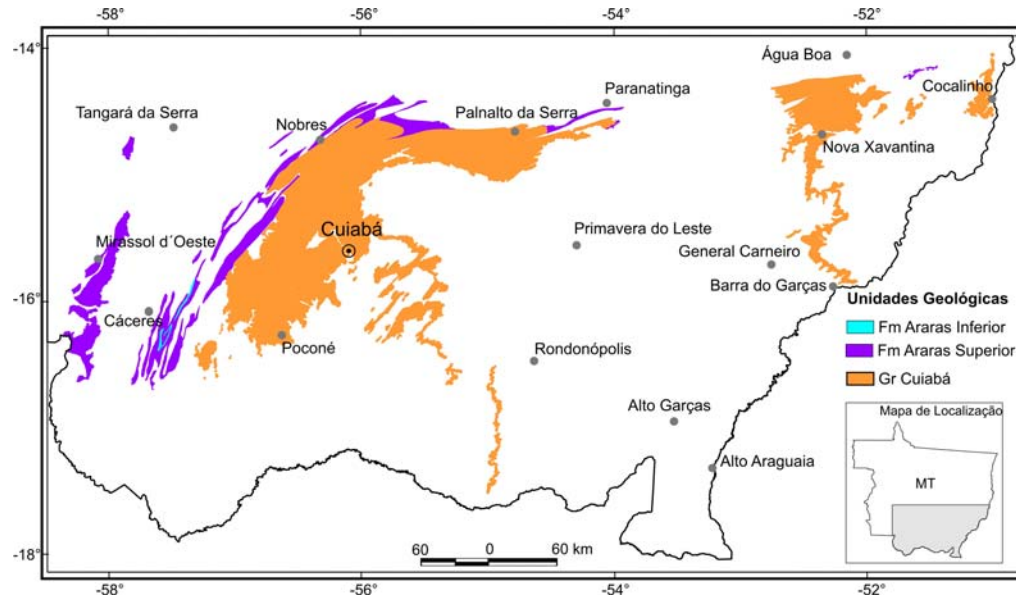 -58° -56° -54° -52°
-14°
Água Boa
Paranatinga
Cocalinho
Tangará da Serra
Palnalto da Serra
Nobres
Nova Xavantina
Cuiabá
Primavera do Leste
Mirassol d´Oeste
General Carneiro
Barra do Garças
-16°
Unidades Geológicas
Cáceres
Fm Araras Inferior
Poconé
Fm Araras Superior
Rondonópolis
Gr Cuiabá
Alto Garças
Mapa de Localização
Alto Araguaia
MT
-18°
60 0 60 km
-58° -56° -54° -52°